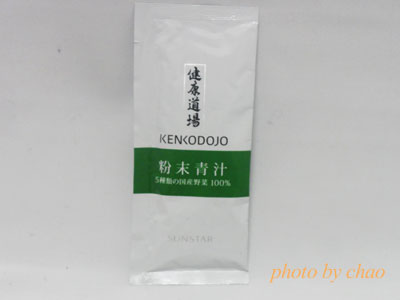 健康道場
KENKODOJO
粉末青汁
5種類の国産野菜 100%
SUNSTAR
photo by chao